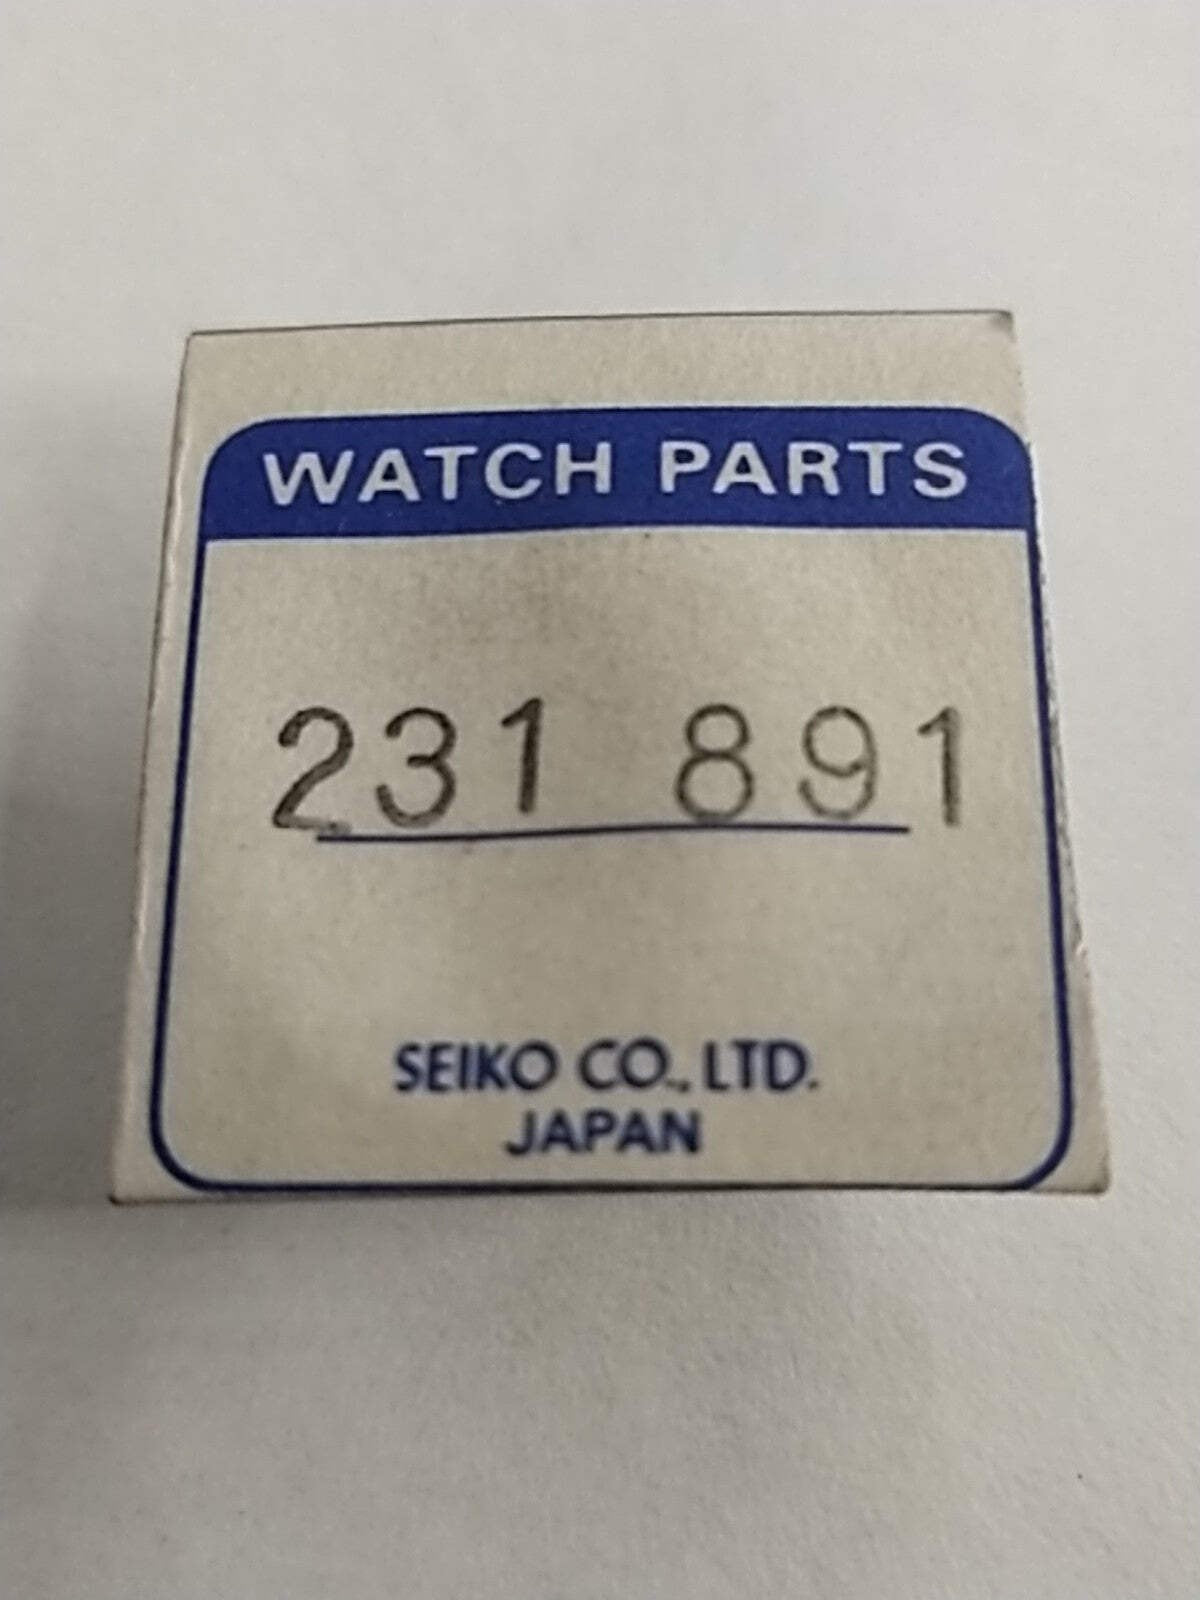 WATCH PARTS
231 891
SEIKO CO., LTD.
JAPAN